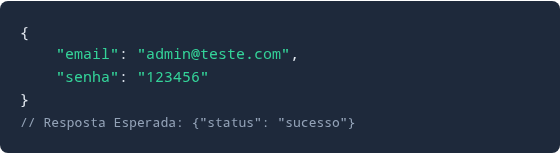 {
    "email": "admin@teste.com",
    "senha": "123456"
}
// Resposta Esperada: {"status": "sucesso"}